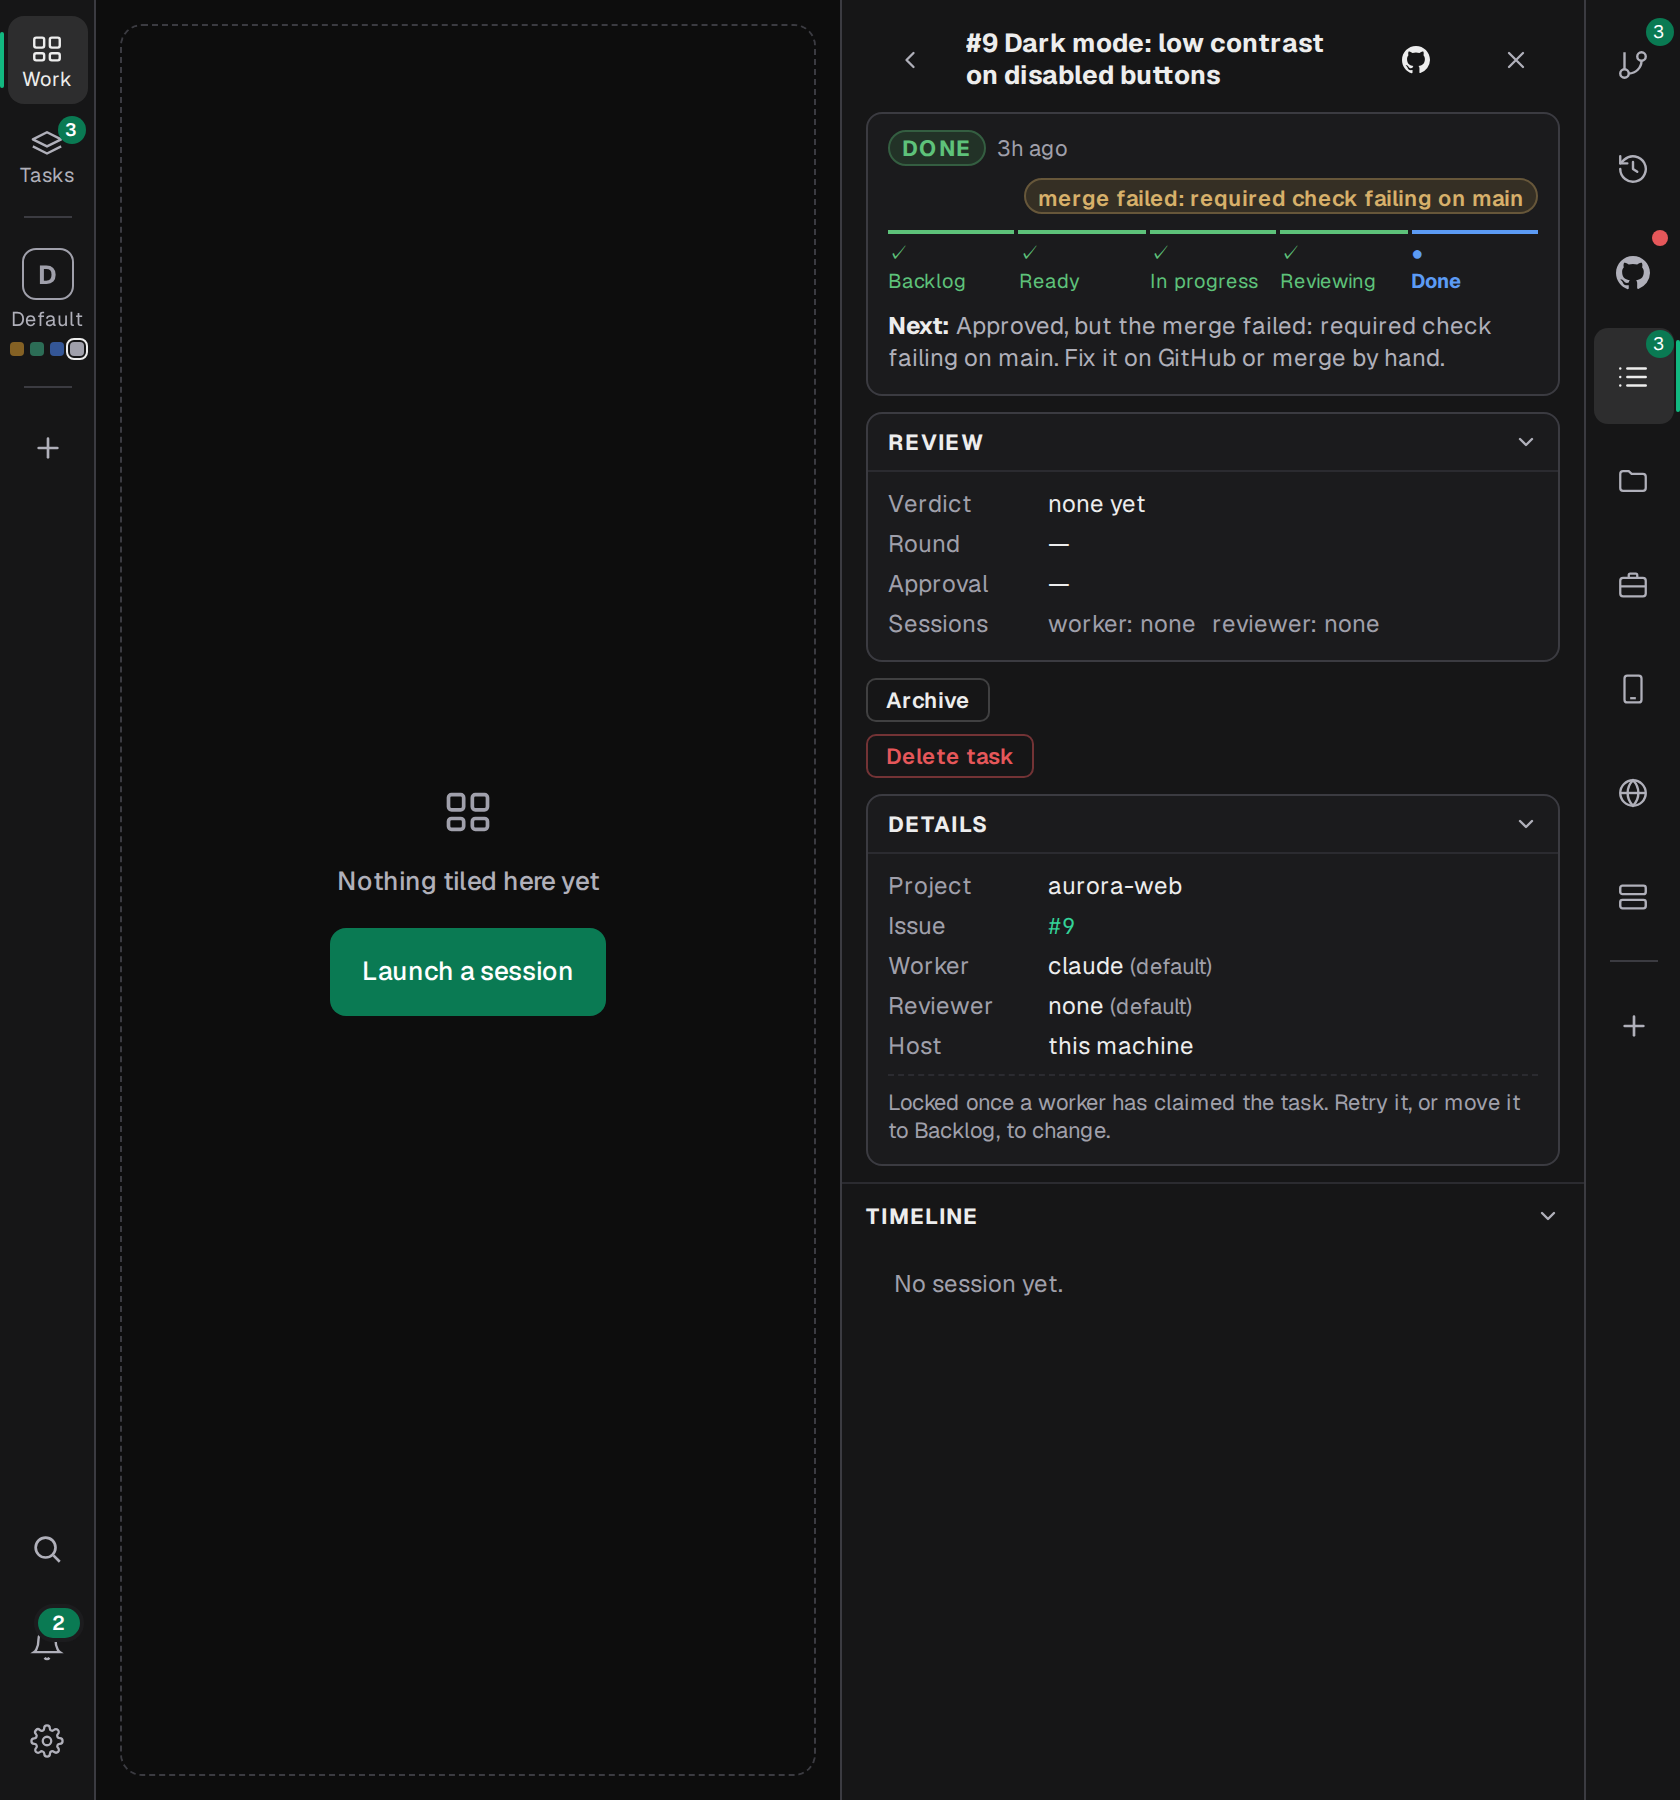 Work
3
Tasks
D
Default
2
Nothing tiled here yet
Launch a session
#9 Dark mode: low contrast
on disabled buttons
DONE 3h ago
merge failed: required check failing on main
✓ ✓ ✓ ✓
Backlog Ready In progress Reviewing Done
Next: Approved, but the merge failed: required check
failing on main. Fix it on GitHub or merge by hand.
REVIEW
Verdict none yet
Round —
Approval —
Sessions worker: none reviewer: none
Archive
Delete task
DETAILS
Project aurora-web
Issue #9
Worker claude (default)
Reviewer none (default)
Host this machine
Locked once a worker has claimed the task. Retry it, or move it
to Backlog, to change.
TIMELINE
No session yet.
3
3